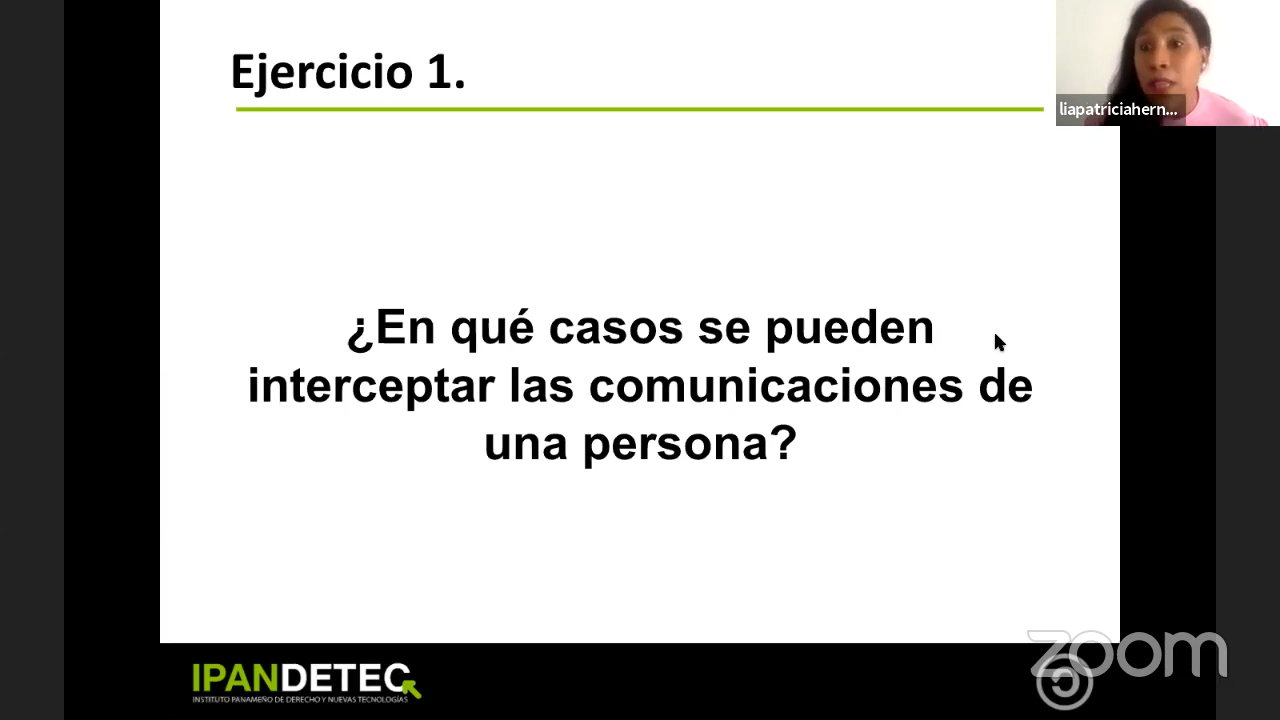 Ejercicio 1.
liapatriciahern...
¿En qué casos se pueden
interceptar las comunicaciones de
una persona?
zoom
IPANDETEC
INSTITUTO PANAMEÑO DE DERECHO Y NUEVAS TECNOLOGÍAS